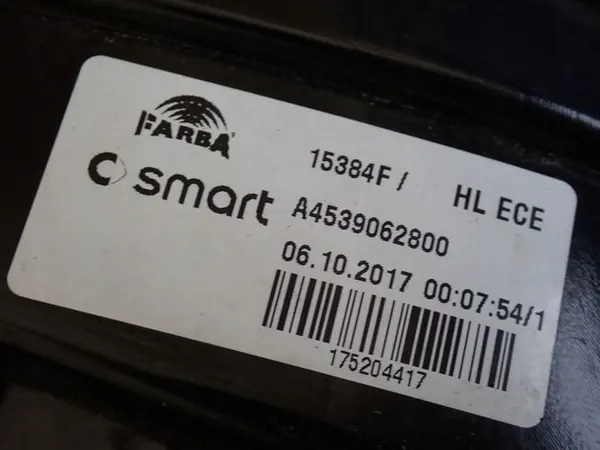 FARBA
15384F / HL ECE
smart A4539062800
06.10.2017 00:07:54/1
175204417